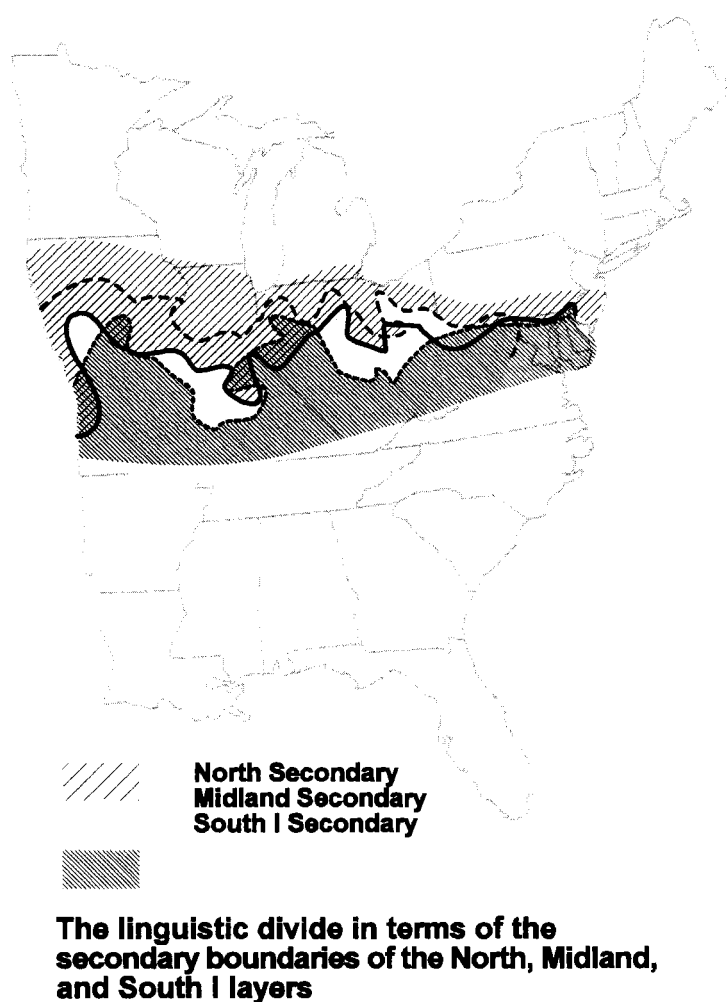 North Secondary
Midland Secondary
South I Secondary
The linguistic divide in terms of the
secondary boundaries of the North, Midland,
and South I layers